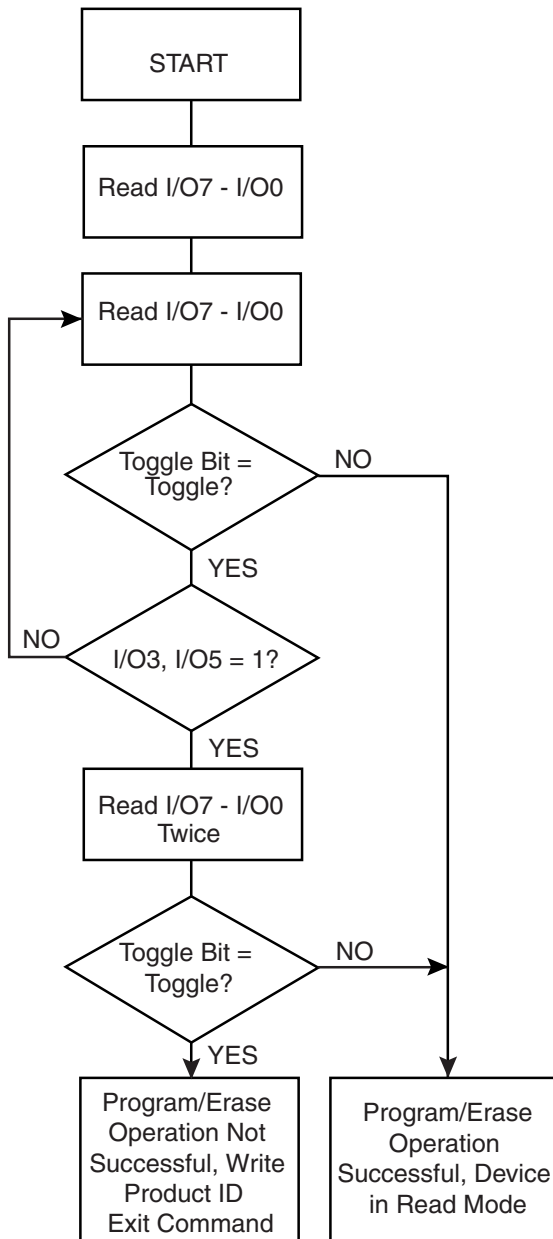 START
Read I/O7 - I/O0
Read I/O7 - I/O0
Toggle Bit =
Toggle?
NO
YES
NO
I/O3, I/O5 = 1?
YES
Read I/O7 - I/O0
Twice
Toggle Bit =
Toggle?
NO
YES
Program/Erase
Operation Not
Successful, Write
Product ID
Exit Command
Program/Erase
Operation
Successful, Device
in Read Mode